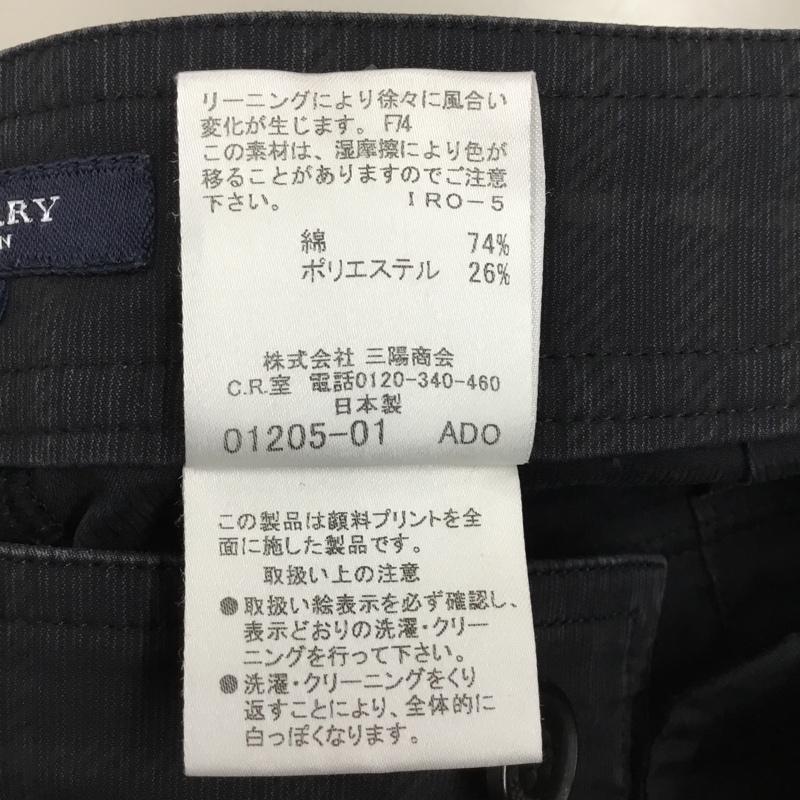 リーニングにより徐々に風合い
変化が生じます。 F74
この素材は、湿摩擦により色が
移ることがありますのでご注意
下さい。 IRO-5
綿 74%
ポリエステル 26%
株式会社 三陽商会
C.R.室 電話0120-340-460
日本製
01205-01 ADO
この製品は顔料プリントを全
面に施した製品です。
取扱い上の注意
●取扱い絵表示を必ず確認し、
表示どおりの洗濯・クリー
ニングを行って下さい。
●洗濯・クリーニングをくり
返すことにより、全体的に
白っぽくなります。